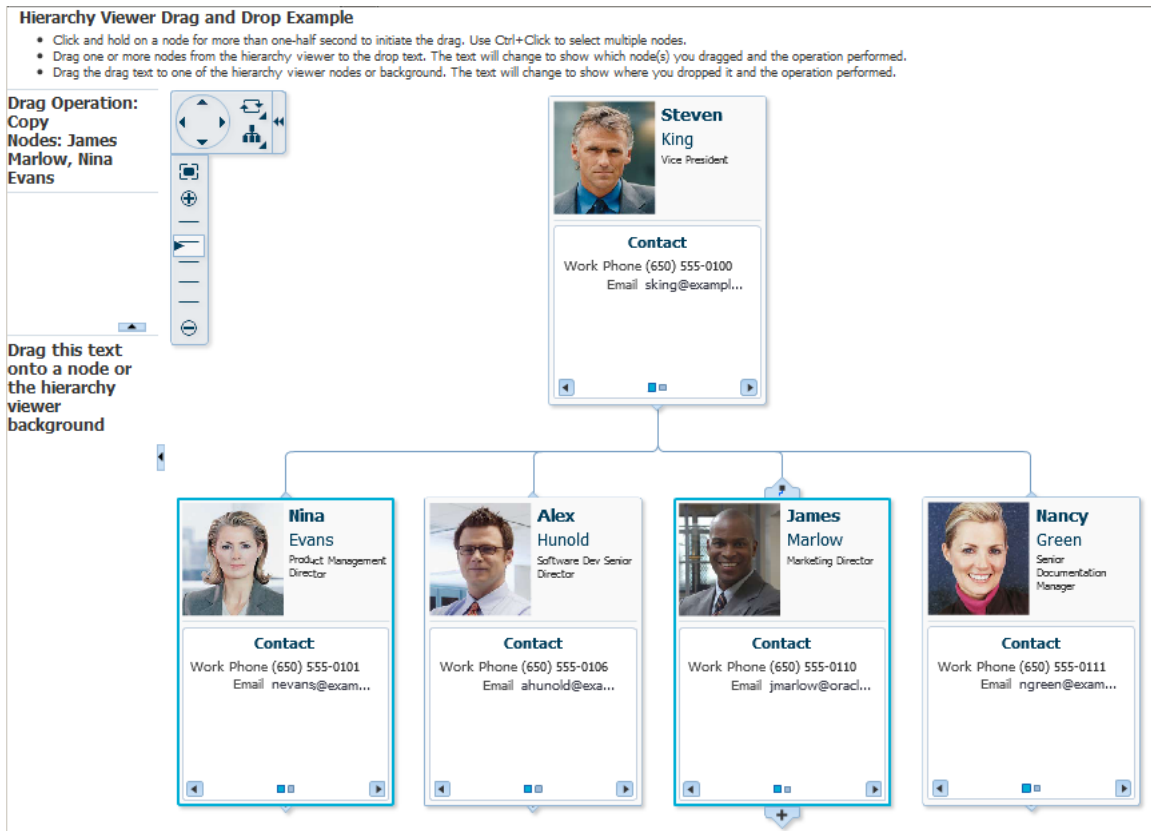 Hierarchy Viewer Drag and Drop Example
• Click and hold on a node for more than one-half second to initiate the drag. Use Ctrl+Click to select multiple nodes.
• Drag one or more nodes from the hierarchy viewer to the drop text. The text will change to show which node(s) you dragged and the operation performed.
• Drag the drag text to one of the hierarchy viewer nodes or background. The text will change to show where you dropped it and the operation performed.
Drag Operation:
Copy
Nodes: James
Marlow, Nina
Evans
Drag this text
onto a node or
the hierarchy
viewer
background
Steven
King
Vice President
Contact
Work Phone (650) 555-0100
Email sking@exampl...
Nina
Evans
Product Management
Director
Contact
Work Phone (650) 555-0101
Email nevans@exam...
Alex
Hunold
Software Dev Senior
Director
Contact
Work Phone (650) 555-0106
Email ahunold@exa...
James
Marlow
Marketing Director
Contact
Work Phone (650) 555-0110
Email jmarlow@oracl...
Nancy
Green
Senior
Documentation
Manager
Contact
Work Phone (650) 555-0111
Email ngreen@exam...